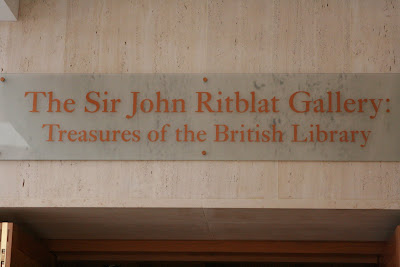 The Sir John Ritblat Gallery:
Treasures of the British Library